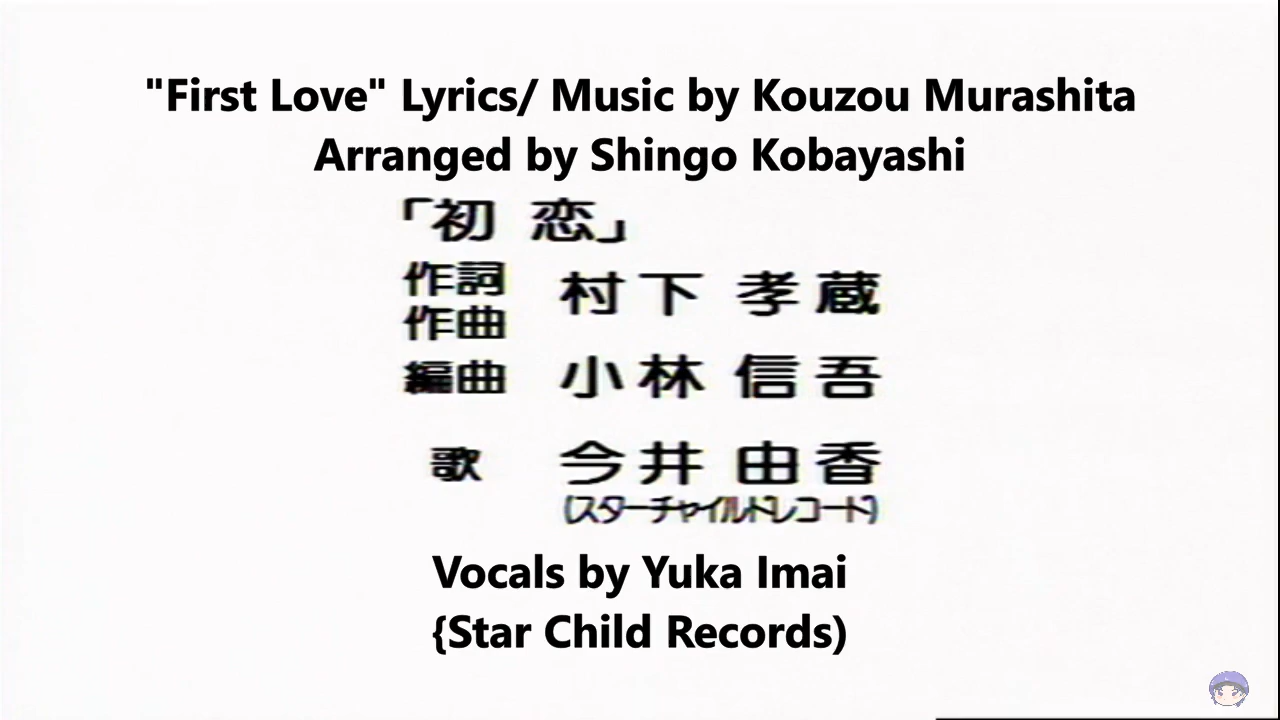 "First Love" Lyrics/ Music by Kouzou Murashita
Arranged by Shingo Kobayashi
「初 恋」
作詞
作曲 村下 孝蔵
編曲 小林 信吾
歌 今井 由香
(スターチャイルドレコード)
Vocals by Yuka Imai
{Star Child Records)